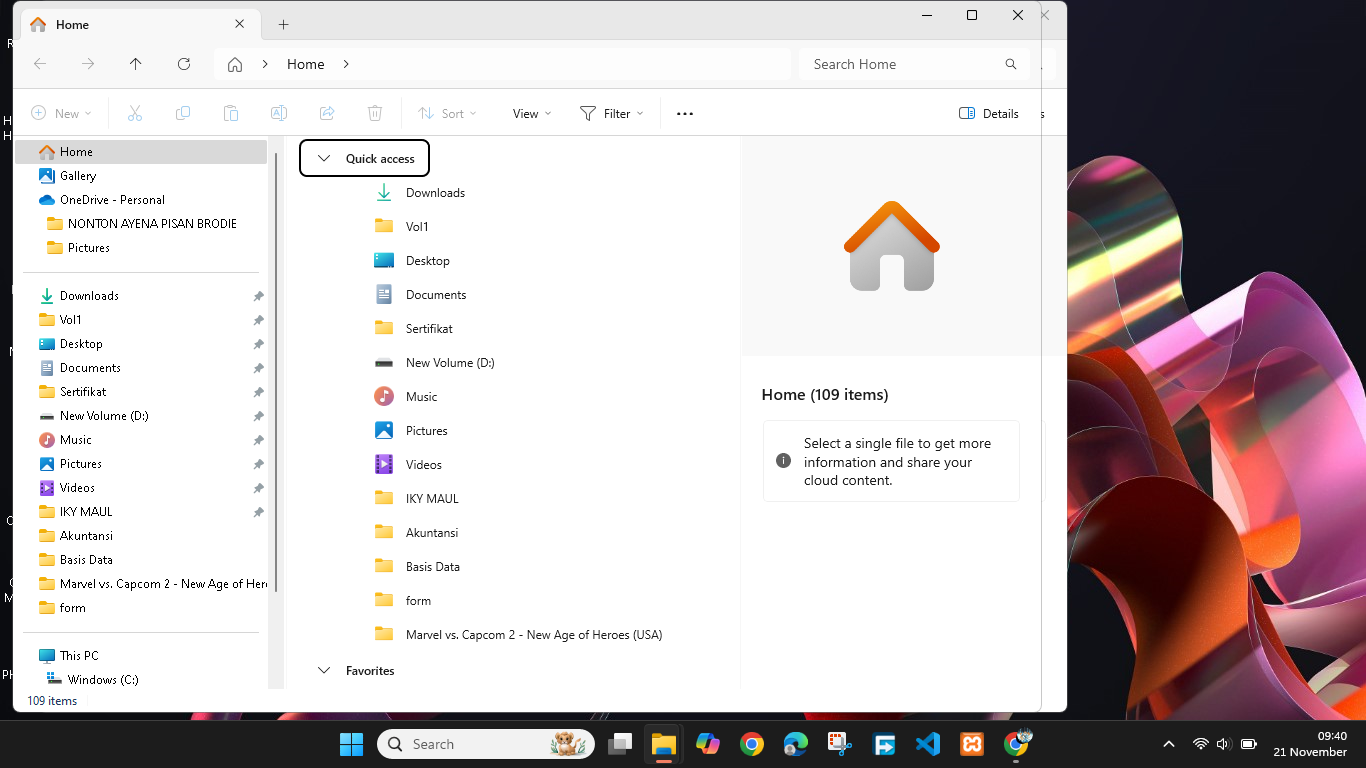 Home
Home
Search Home
New
Sort
View
Filter
Details
s
Home
Gallery
OneDrive - Personal
NONTON AYENA PISAN BRODIE
Pictures
Downloads
Vol1
Desktop
Documents
Sertifikat
New Volume (D:)
Music
Pictures
Videos
IKY MAUL
Akuntansi
Basis Data
Marvel vs. Capcom 2 - New Age of Her
form
This PC
Windows (C:)
109 items
Quick access
Downloads
Vol1
Desktop
Documents
Sertifikat
New Volume (D:)
Music
Pictures
Videos
IKY MAUL
Akuntansi
Basis Data
form
Marvel vs. Capcom 2 - New Age of Heroes (USA)
Favorites
Home (109 items)
Select a single file to get more
information and share your
cloud content.
Search
09:40
21 November